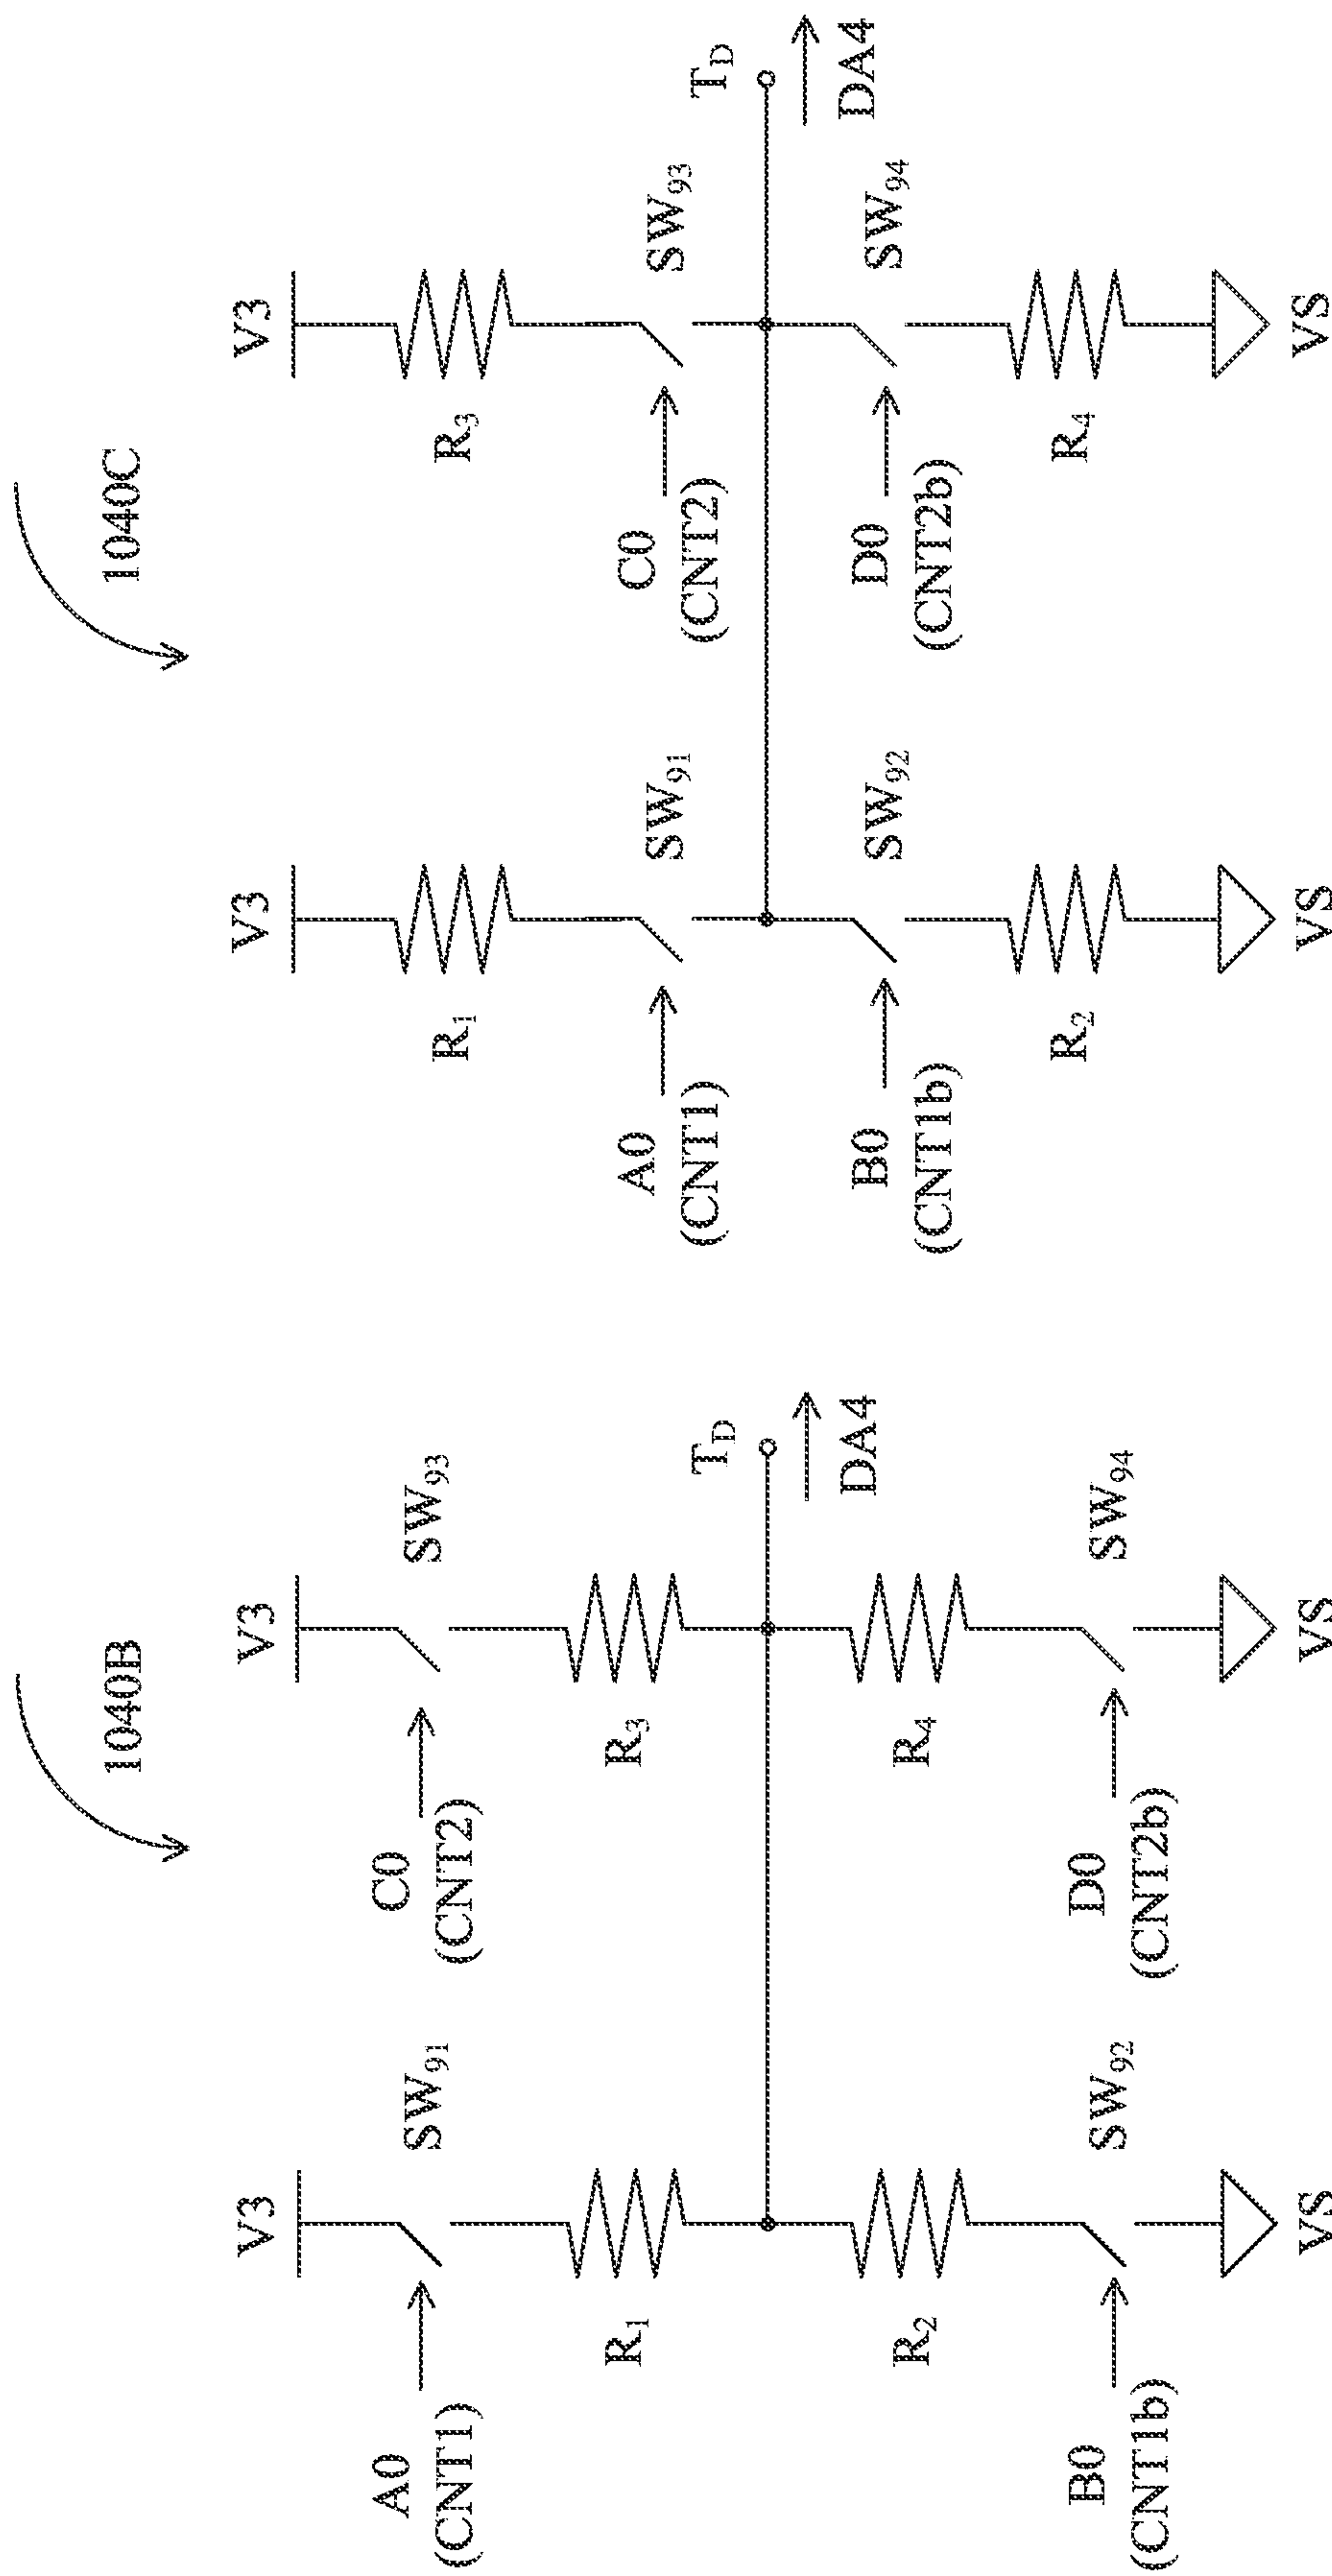 1040B
V3
V3
A0
(CNT1)
SW91
C0
(CNT2)
SW93
R1
R3
TD
DA4
R2
R4
B0
(CNT1b)
SW92
D0
(CNT2b)
SW94
VS
VS
1040C
V3
V3
R1
R3
A0
(CNT1)
SW91
C0
(CNT2)
SW93
TD
DA4
B0
(CNT1b)
SW92
D0
(CNT2b)
SW94
R2
R4
VS
VS